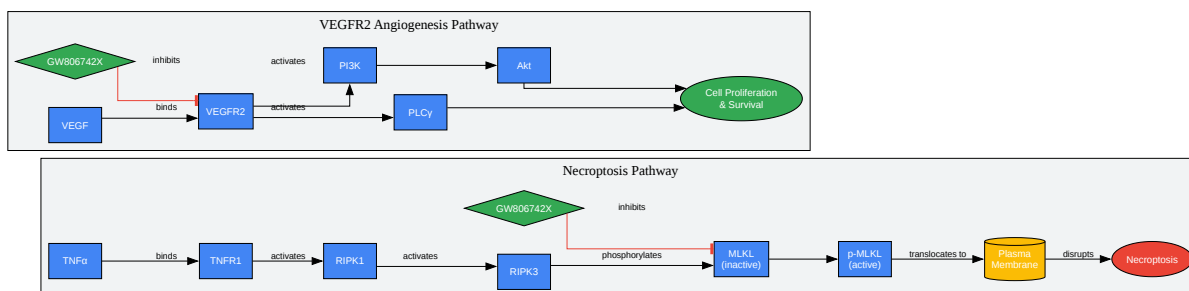 VEGFR2 Angiogenesis Pathway
GW806742X
inhibits
activates
PI3K
Akt
Cell Proliferation
& Survival
VEGF
binds
VEGFR2
activates
PLCγ
Necroptosis Pathway
GW806742X
inhibits
TNFα
binds
TNFR1
activates
RIPK1
activates
RIPK3
phosphorylates
MLKL
(inactive)
p-MLKL
(active)
translocates to
Plasma
Membrane
disrupts
Necroptosis